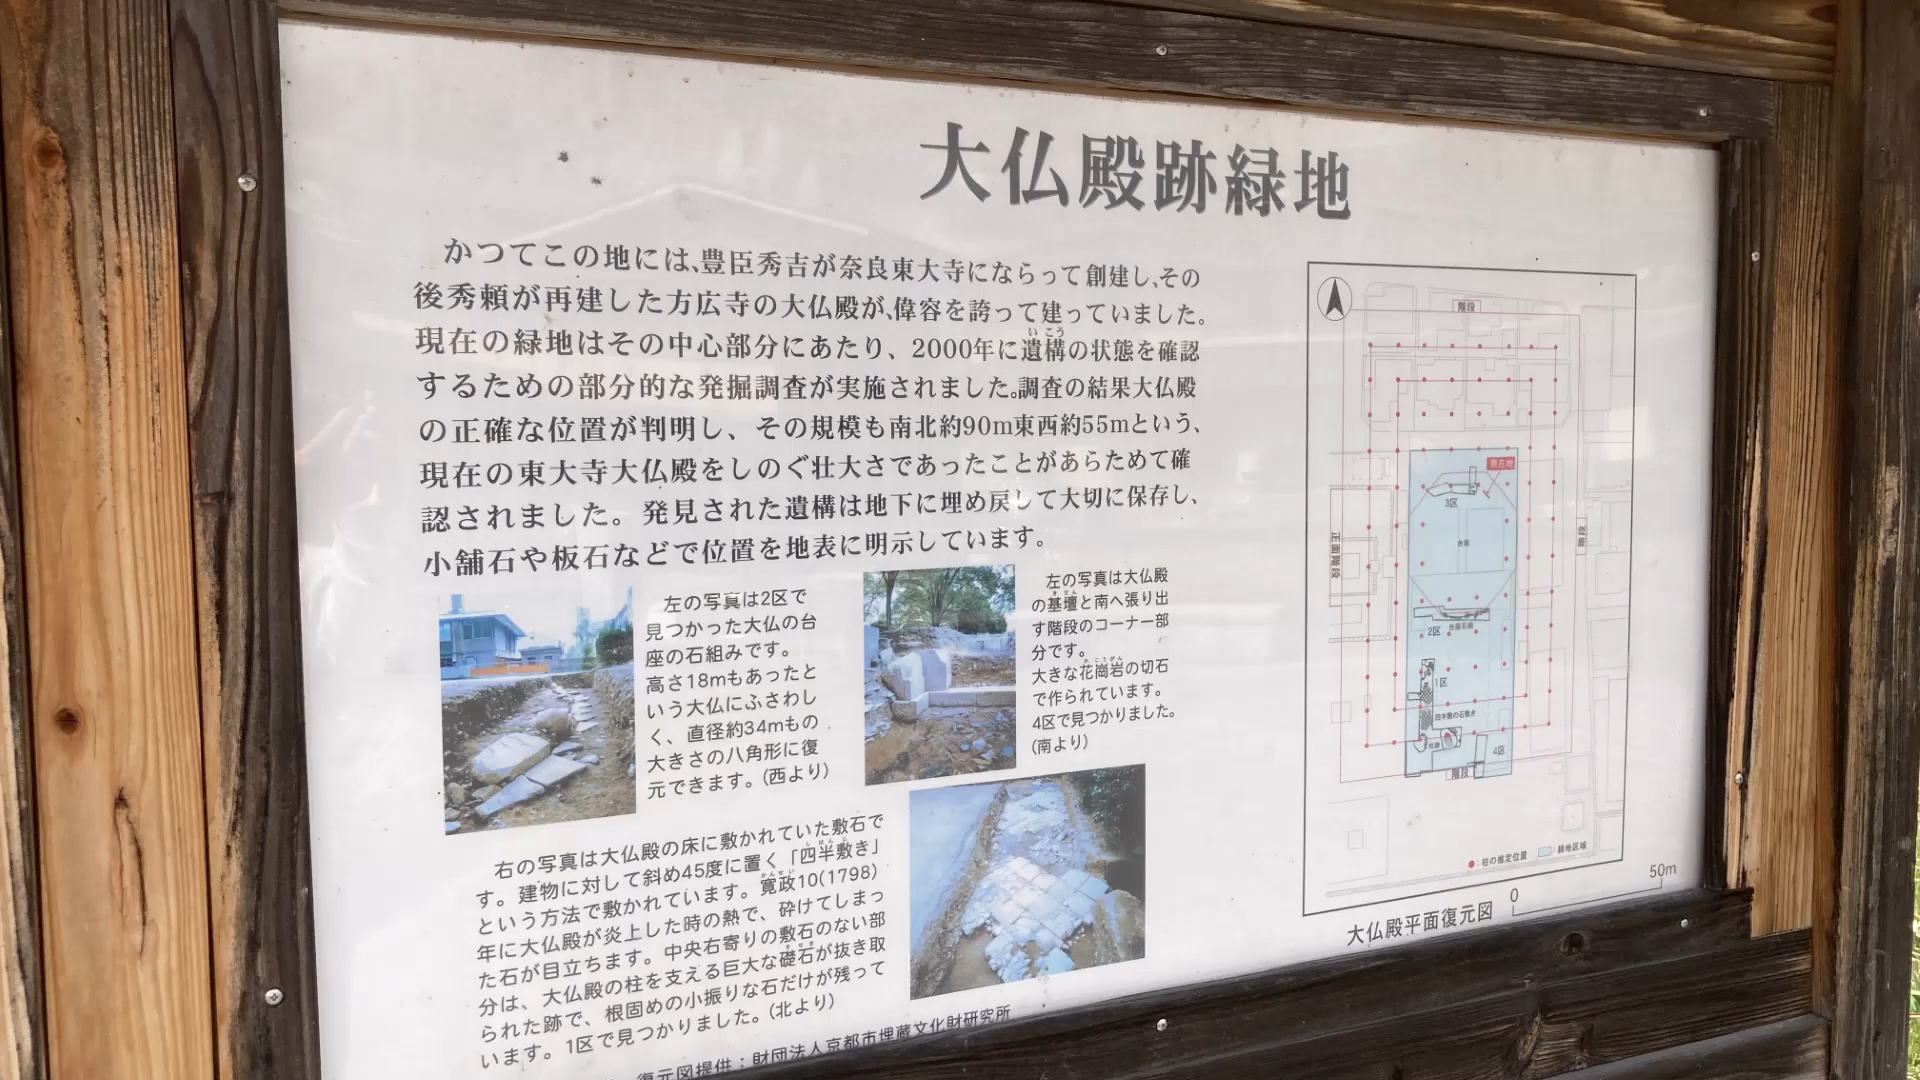 大仏殿跡緑地
かつてこの地には、豊臣秀吉が奈良東大寺にならって創建し、その
後秀頼が再建した方広寺の大仏殿が、偉容を誇って建っていました。
現在の緑地はその中心部分にあたり、2000年に遺構の状態を確認
するための部分的な発掘調査が実施されました。調査の結果大仏殿
の正確な位置が判明し、その規模も南北約90m東西約55mという、
現在の東大寺大仏殿をしのぐ壮大さであったことがあらためて確
認されました。発見された遺構は地下に埋め戻して大切に保存し、
小舗石や板石などで位置を地表に明示しています。
左の写真は2区で
見つかった大仏の台
座の石組みです。
高さ18mもあったと
いう大仏にふさわし
く、直径約34mもの
大きさの八角形に復
元できます。(西より)
左の写真は大仏殿
の基壇と南へ張り出
す階段のコーナー部
分です。
大きな花崗岩の切石
で作られています。
4区で見つかりました。
(南より)
右の写真は大仏殿の床に敷かれていた敷石で
す。建物に対して斜め45度に置く「四半敷き」
という方法で敷かれています。寛政10(1798)
年に大仏殿が炎上した時の熱で、砕けてしまっ
た石が目立ちます。中央右寄りの敷石のない部
分は、大仏殿の柱を支える巨大な礎石が抜き取
られた跡で、根固めの小振りな石だけが残って
います。1区で見つかりました。(北より)
復元図提供：財団法人京都市埋蔵文化財研究所
階段
現在地
3区
台座
正面階段
階段
2区
1区
四半敷の石敷き
4区
階段
：柱の推定位置
：緑地区域
大仏殿平面復元図
0
50m